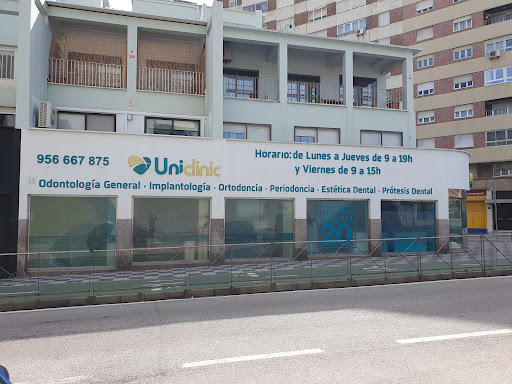 956 667 875
Uniclinic
Horario: de Lunes a Jueves de 9 a 19h
y Viernes de 9 a 15h
Odontología General · Implantología · Ortodoncia · Periodoncia · Estética Dental · Prótesis Dental
20